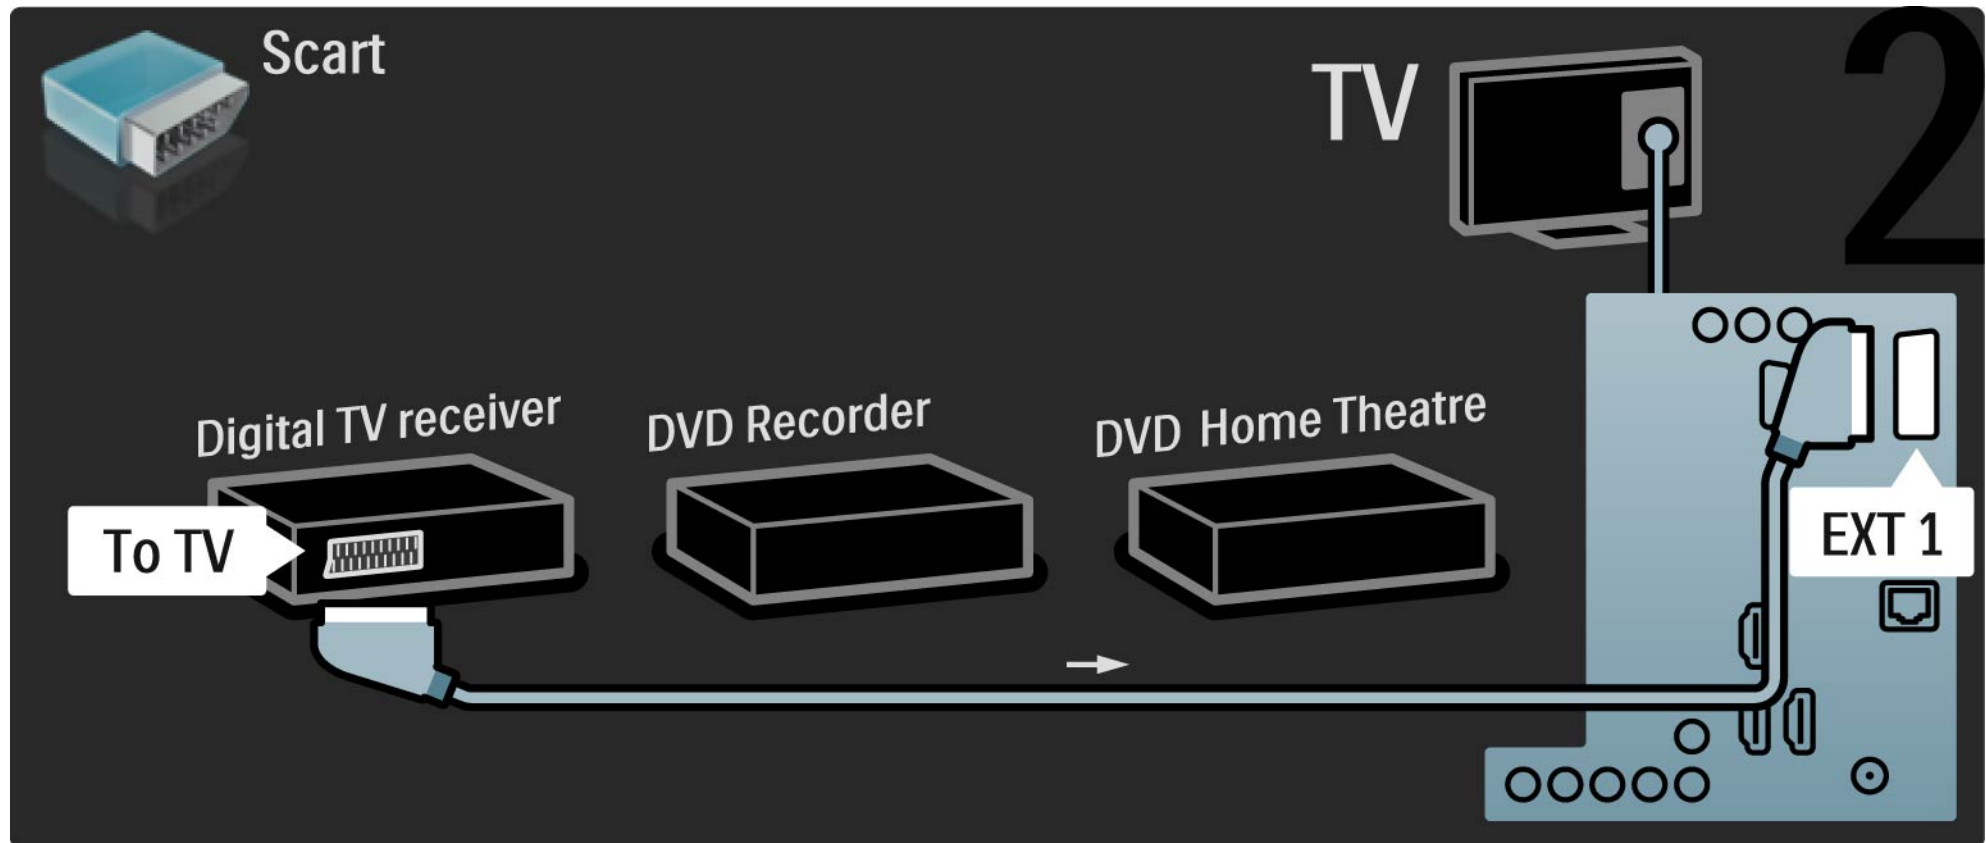 Scart
TV
2
Digital TV receiver
DVD Recorder
DVD Home Theatre
To TV
EXT 1